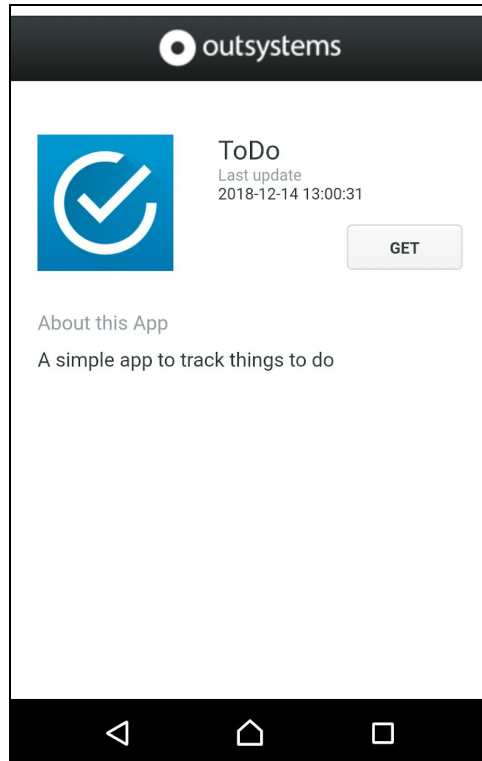 outsystems
ToDo
Last update
2018-12-14 13:00:31
GET
About this App
A simple app to track things to do